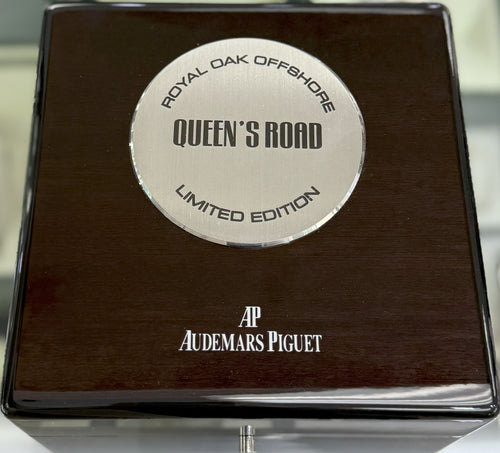 ROYAL OAK OFFSHORE
QUEEN'S ROAD
LIMITED EDITION
AP
AUDEMARS PIGUET